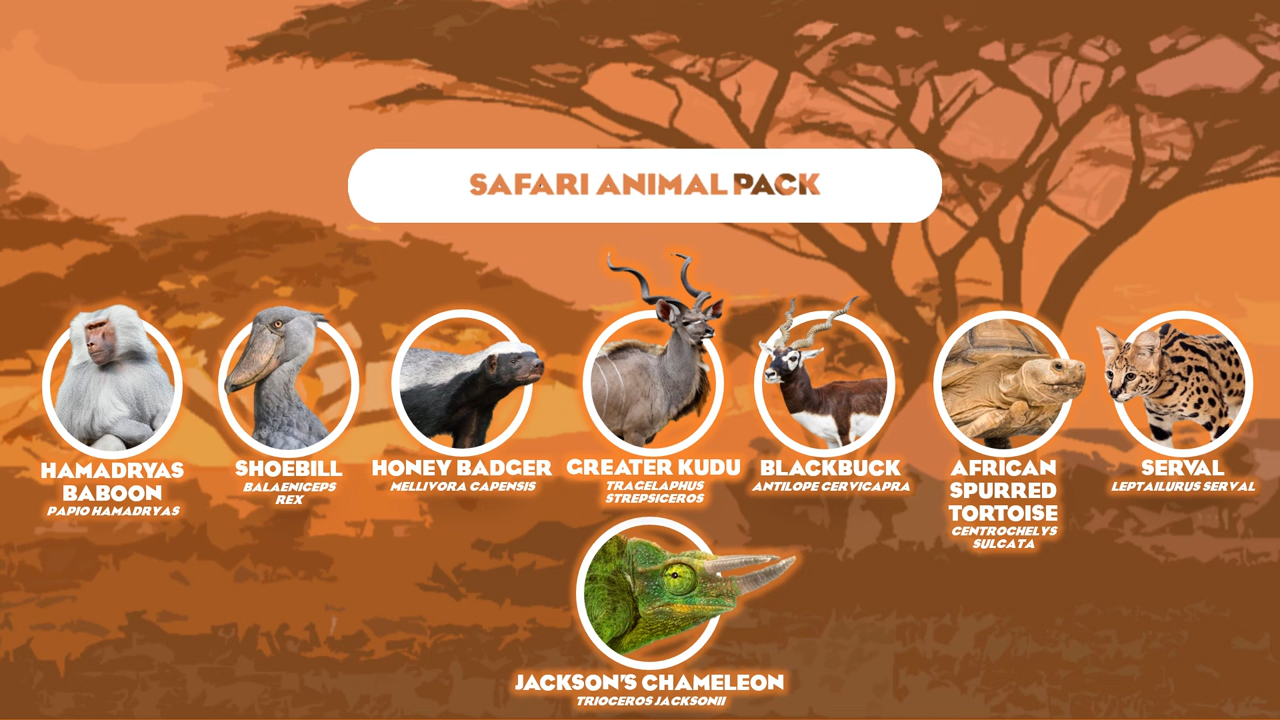 SAFARI ANIMAL PACK
HAMADRYAS
BABOON
PAPIO HAMADRYAS
SHOEBILL
BALAENICEPS
REX
HONEY BADGER
MELLIVORA CAPENSIS
GREATER KUDU
TRAGELAPHUS
STREPSICEROS
BLACKBUCK
ANTILOPE CERVICAPRA
AFRICAN
SPURRED
TORTOISE
CENTROCHELYS
SULCATA
SERVAL
LEPTAILURUS SERVAL
JACKSON'S CHAMELEON
TRIOCEROS JACKSONII